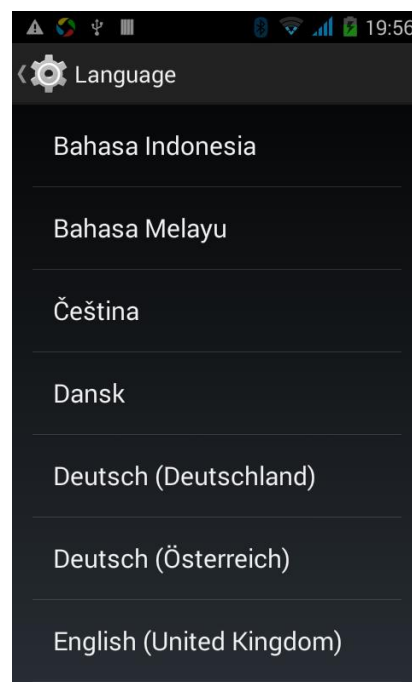 19:56
Language
Bahasa Indonesia
Bahasa Melayu
Čeština
Dansk
Deutsch (Deutschland)
Deutsch (Österreich)
English (United Kingdom)